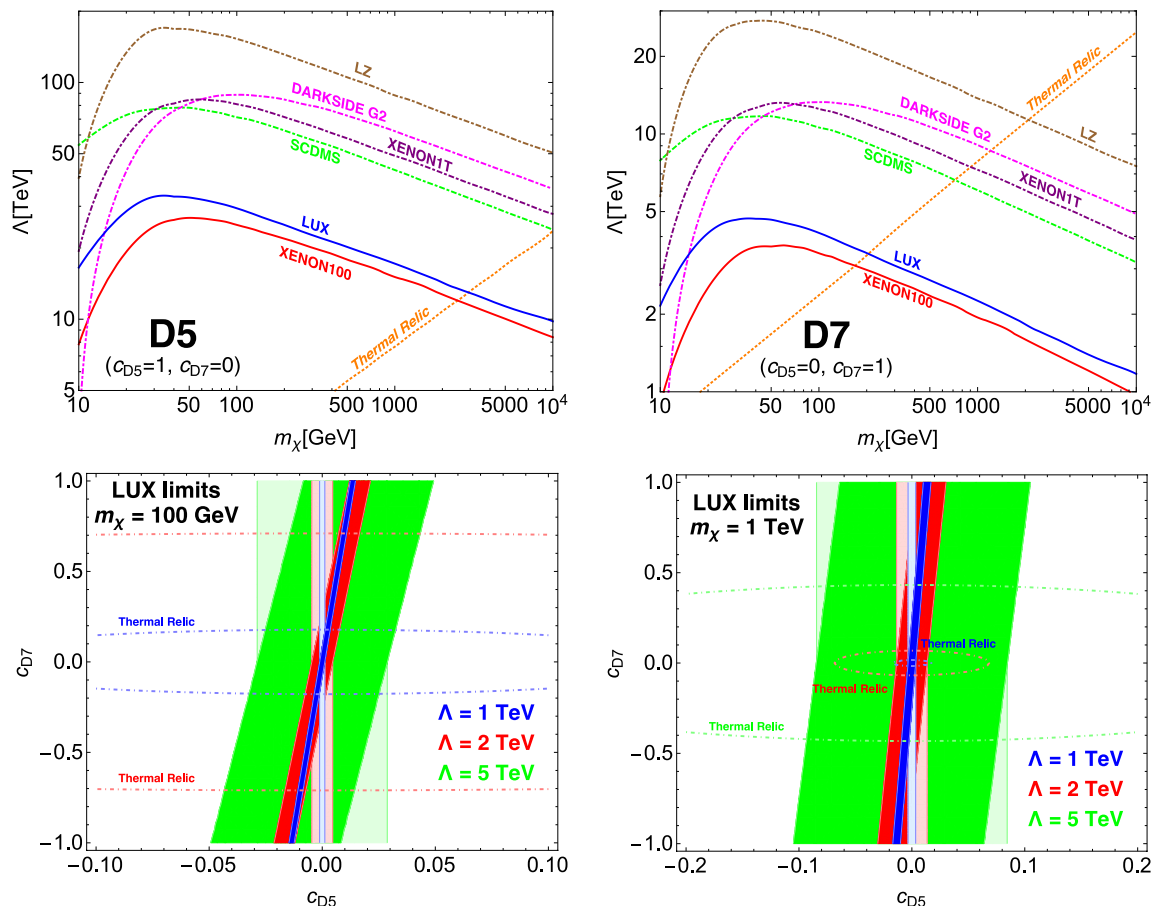 100
50
10
5
Λ[TeV]
LZ
DARKSIDE G2
XENON1T
SCDMS
LUX
XENON100
Thermal Relic
D5
(cD5=1, cD7=0)
10 50 100 500 1000 5000 10⁴
mχ[GeV]
20
10
5
2
1
Λ[TeV]
Thermal Relic
LZ
DARKSIDE G2
XENON1T
SCDMS
LUX
XENON100
D7
(cD5=0, cD7=1)
10 50 100 500 1000 5000 10⁴
mχ[GeV]
1.0
0.5
0.0
−0.5
−1.0
cD7
LUX limits
mχ = 100 GeV
Thermal Relic
Thermal Relic
Λ = 1 TeV
Λ = 2 TeV
Λ = 5 TeV
−0.10 −0.05 0.00 0.05 0.10
cD5
1.0
0.5
0.0
−0.5
−1.0
cD7
LUX limits
mχ = 1 TeV
Thermal Relic
Thermal Relic
Thermal Relic
Λ = 1 TeV
Λ = 2 TeV
Λ = 5 TeV
−0.2 −0.1 0.0 0.1 0.2
cD5